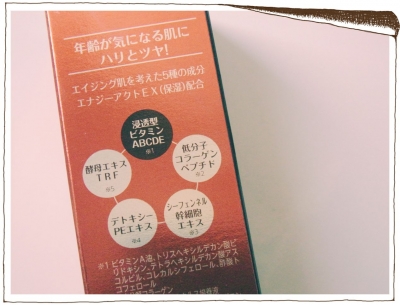 年齢が気になる肌に
ハリとツヤ!
エイジング肌を考えた5種の成分
エナジーアクトEX(保湿)配合
浸透型
ビタミン
ABCDE
※1
低分子
コラーゲン
ペプチド
※2
シーフェンネル
幹細胞
エキス
※3
デトキシー
PEエキス
※4
酵母エキス
TRF
※5
※1 ビタミンA油、トリスヘキシルデカン酸ピ
リドキシン、テトラヘキシルデカン酸アス
コルビル、コレカルシフェロール、酢酸ト
コフェロール
コラーゲン